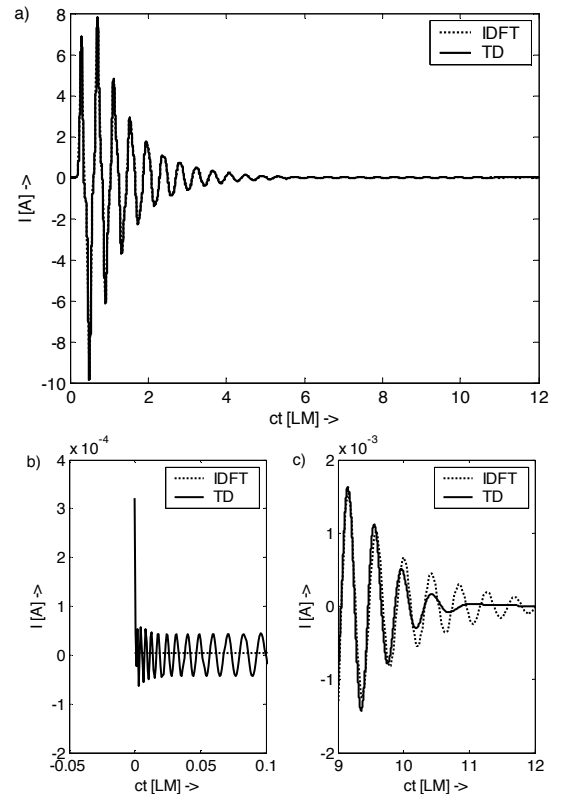 a)
8
6
4
2
0
-2
-4
-6
-8
-10
I [A] ->
0 2 4 6 8 10 12
ct [LM] ->
IDFT
TD
b)
x 10^-4
4
3
2
1
0
-1
-2
I [A] ->
-0.05 0 0.05 0.1
ct [LM] ->
IDFT
TD
c)
x 10^-3
2
1
0
-1
-2
I [A] ->
9 10 11 12
ct [LM] ->
IDFT
TD